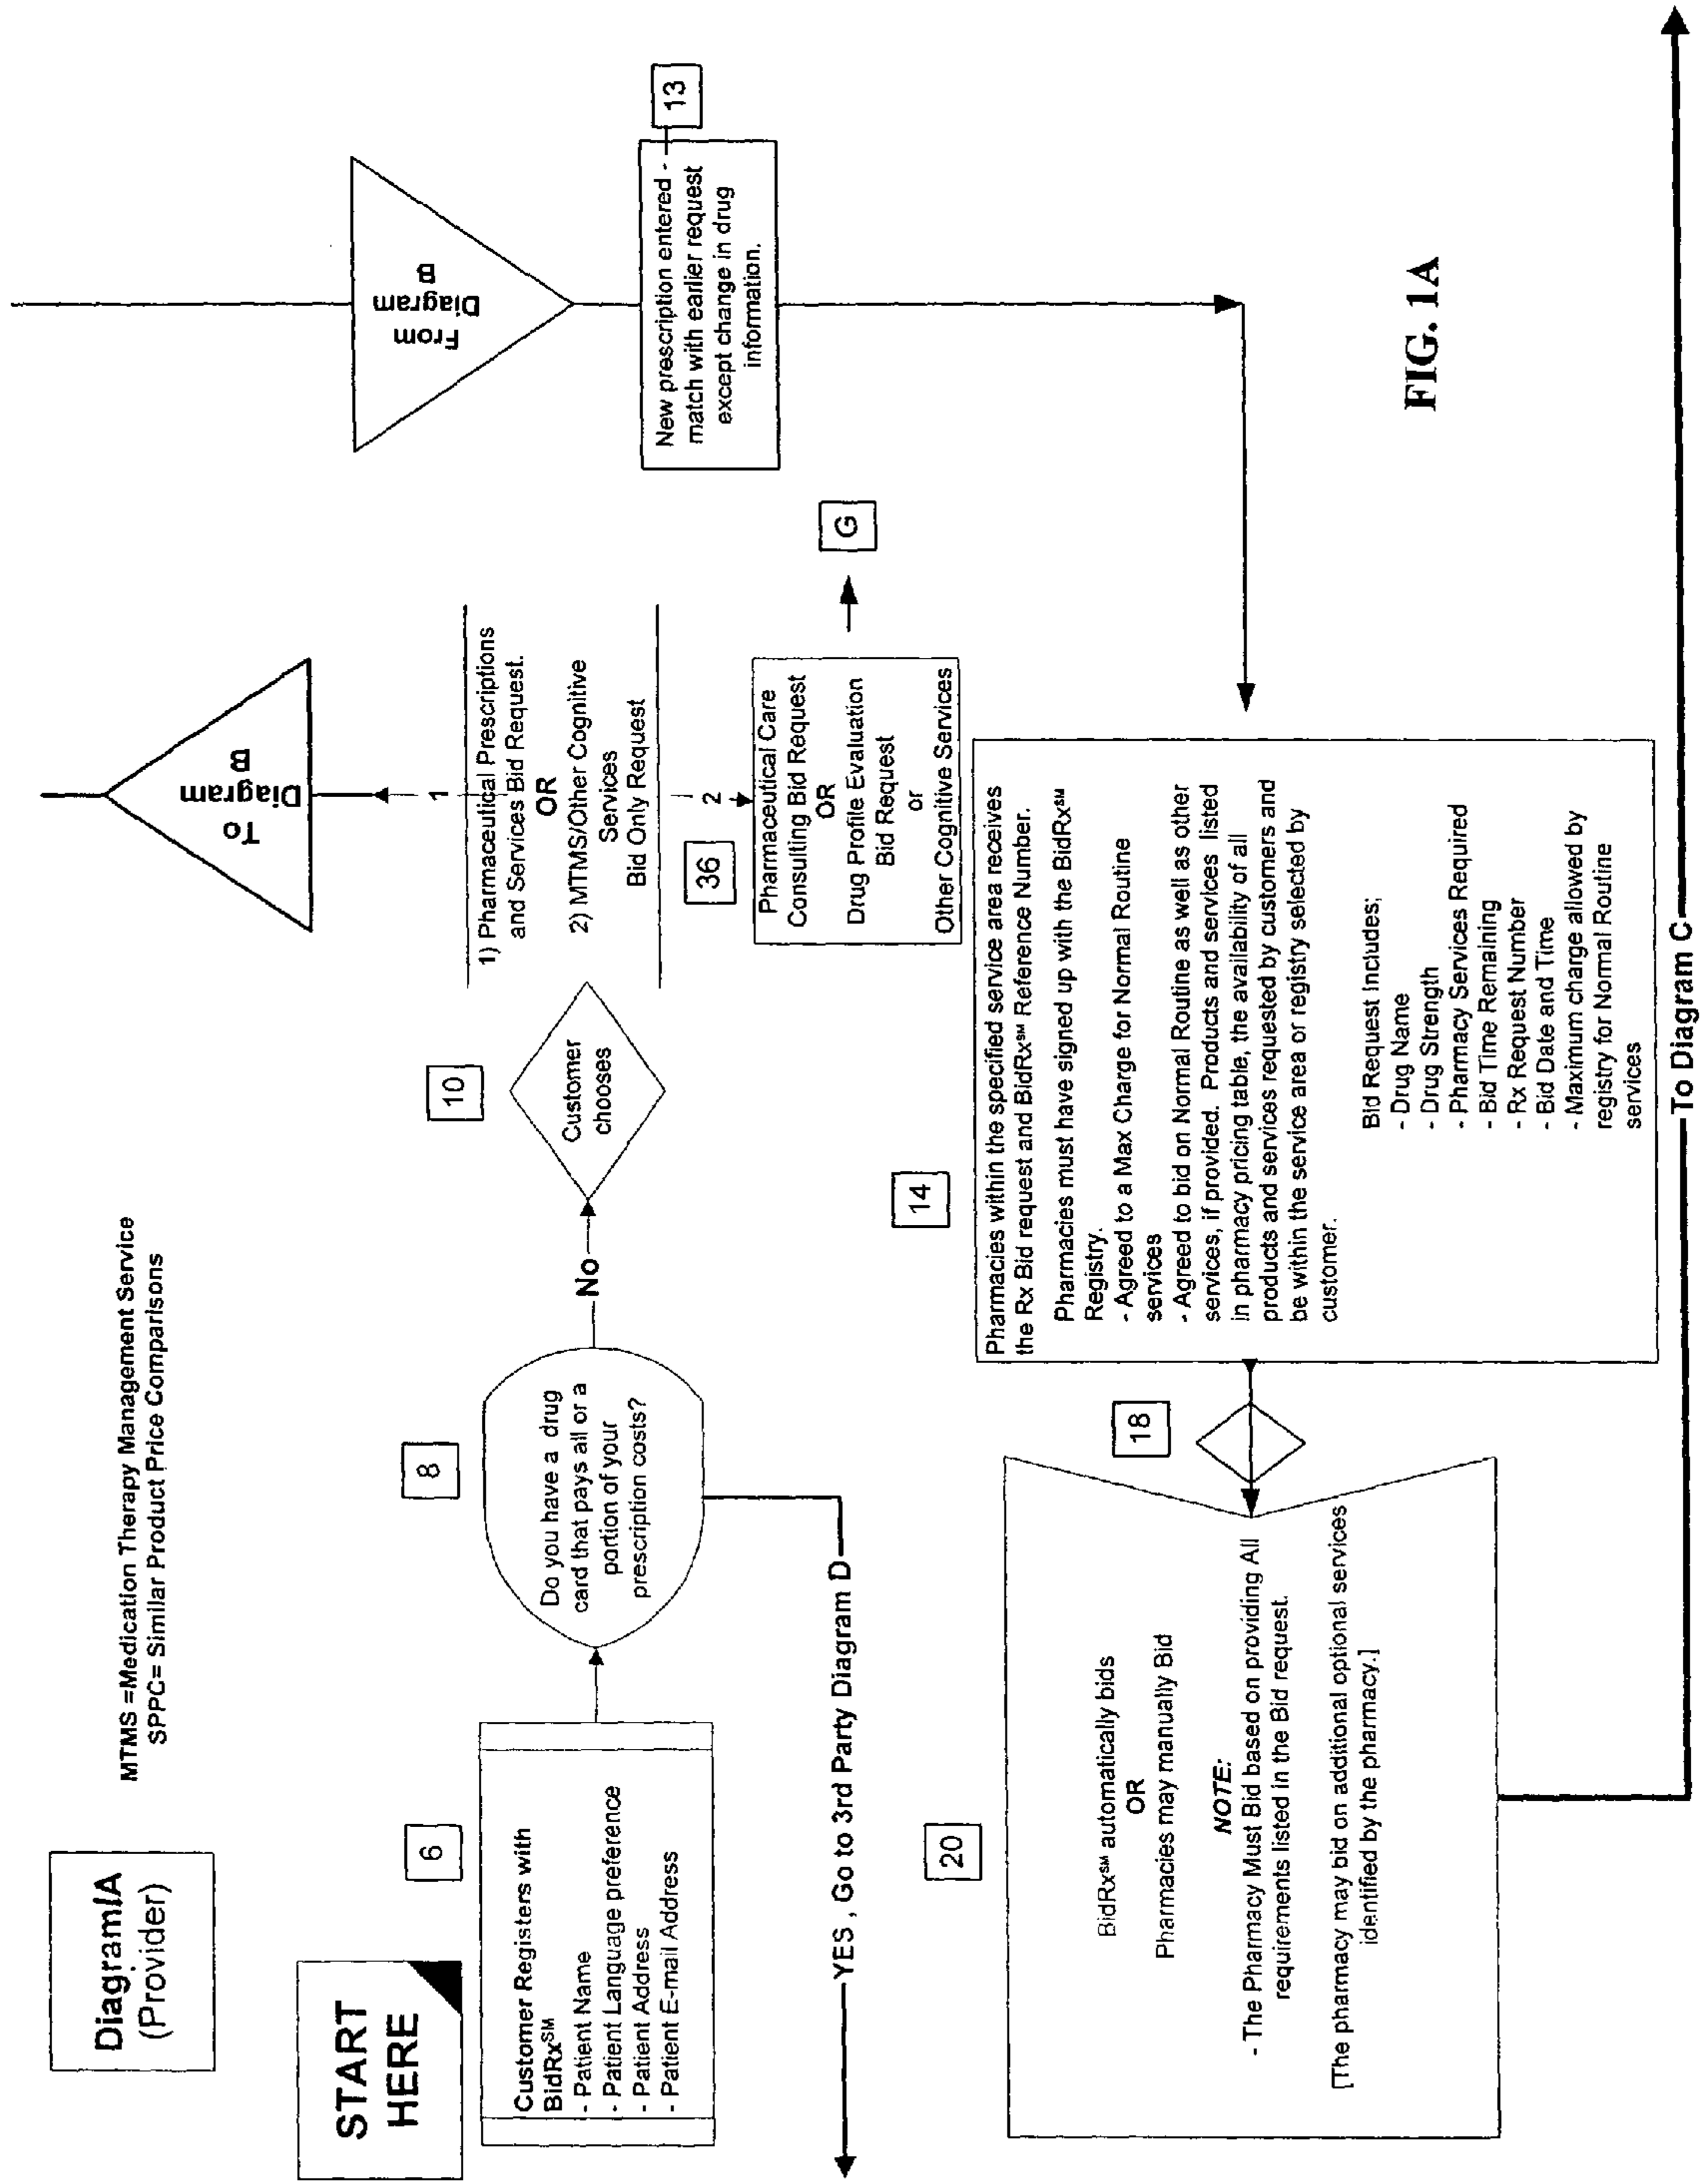 Diagram/A
(Provider)
MTMS =Medication Therapy Management Service
SPPC= Similar Product Price Comparisons
START
HERE
6
Customer Registers with
BidRx℠
- Patient Name
- Patient Language preference
- Patient Address
- Patient E-mail Address
8
Do you have a drug
card that pays all or a
portion of your
prescription costs?
No
YES , Go to 3rd Party Diagram D
10
Customer
chooses
To
Diagram
B
1
1) Pharmaceutical Prescriptions
and Services Bid Request.
OR
2) MTMS/Other Cognitive
Services
Bid Only Request
2
36
Pharmaceutical Care
Consulting Bid Request
OR
Drug Profile Evaluation
Bid Request
or
Other Cognitive Services
G
From
Diagram
B
13
New prescription entered -
match with earlier request
except change in drug
information.
14
Pharmacies within the specified service area receives
the Rx Bid request and BidRx℠ Reference Number.
Pharmacies must have signed up with the BidRx℠
Registry.
- Agreed to a Max Charge for Normal Routine
services
- Agreed to bid on Normal Routine as well as other
services, if provided. Products and services listed
in pharmacy pricing table, the availability of all
products and services requested by customers and
be within the service area or registry selected by
customer.
Bid Request Includes;
- Drug Name
- Drug Strength
- Pharmacy Services Required
- Bid Time Remaining
- Rx Request Number
- Bid Date and Time
- Maximum charge allowed by
registry for Normal Routine
services
18
20
BidRx℠ automatically bids
OR
Pharmacies may manually Bid
NOTE:
- The Pharmacy Must Bid based on providing All
requirements listed in the Bid request.
[The pharmacy may bid on additional optional services
identified by the pharmacy.]
To Diagram C
FIG. 1A